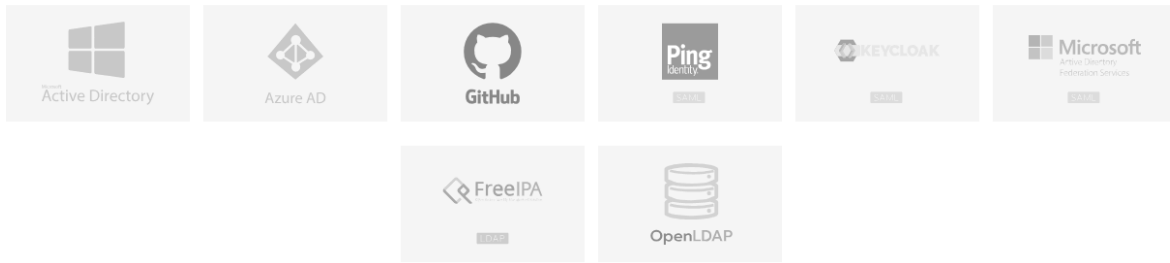 Microsoft
Active Directory
Azure AD
GitHub
Ping
Identity
SAML
KEYCLOAK
SAML
Microsoft
Active Directory
Federation Services
SAML
FreeIPA
LDAP
OpenLDAP